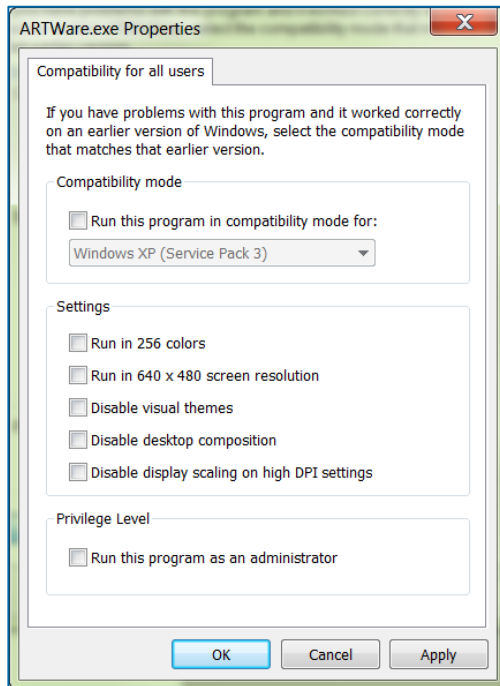 ARTWare.exe Properties
Compatibility for all users
If you have problems with this program and it worked correctly
on an earlier version of Windows, select the compatibility mode
that matches that earlier version.
Compatibility mode
Run this program in compatibility mode for:
Windows XP (Service Pack 3)
Settings
Run in 256 colors
Run in 640 x 480 screen resolution
Disable visual themes
Disable desktop composition
Disable display scaling on high DPI settings
Privilege Level
Run this program as an administrator
OK Cancel Apply